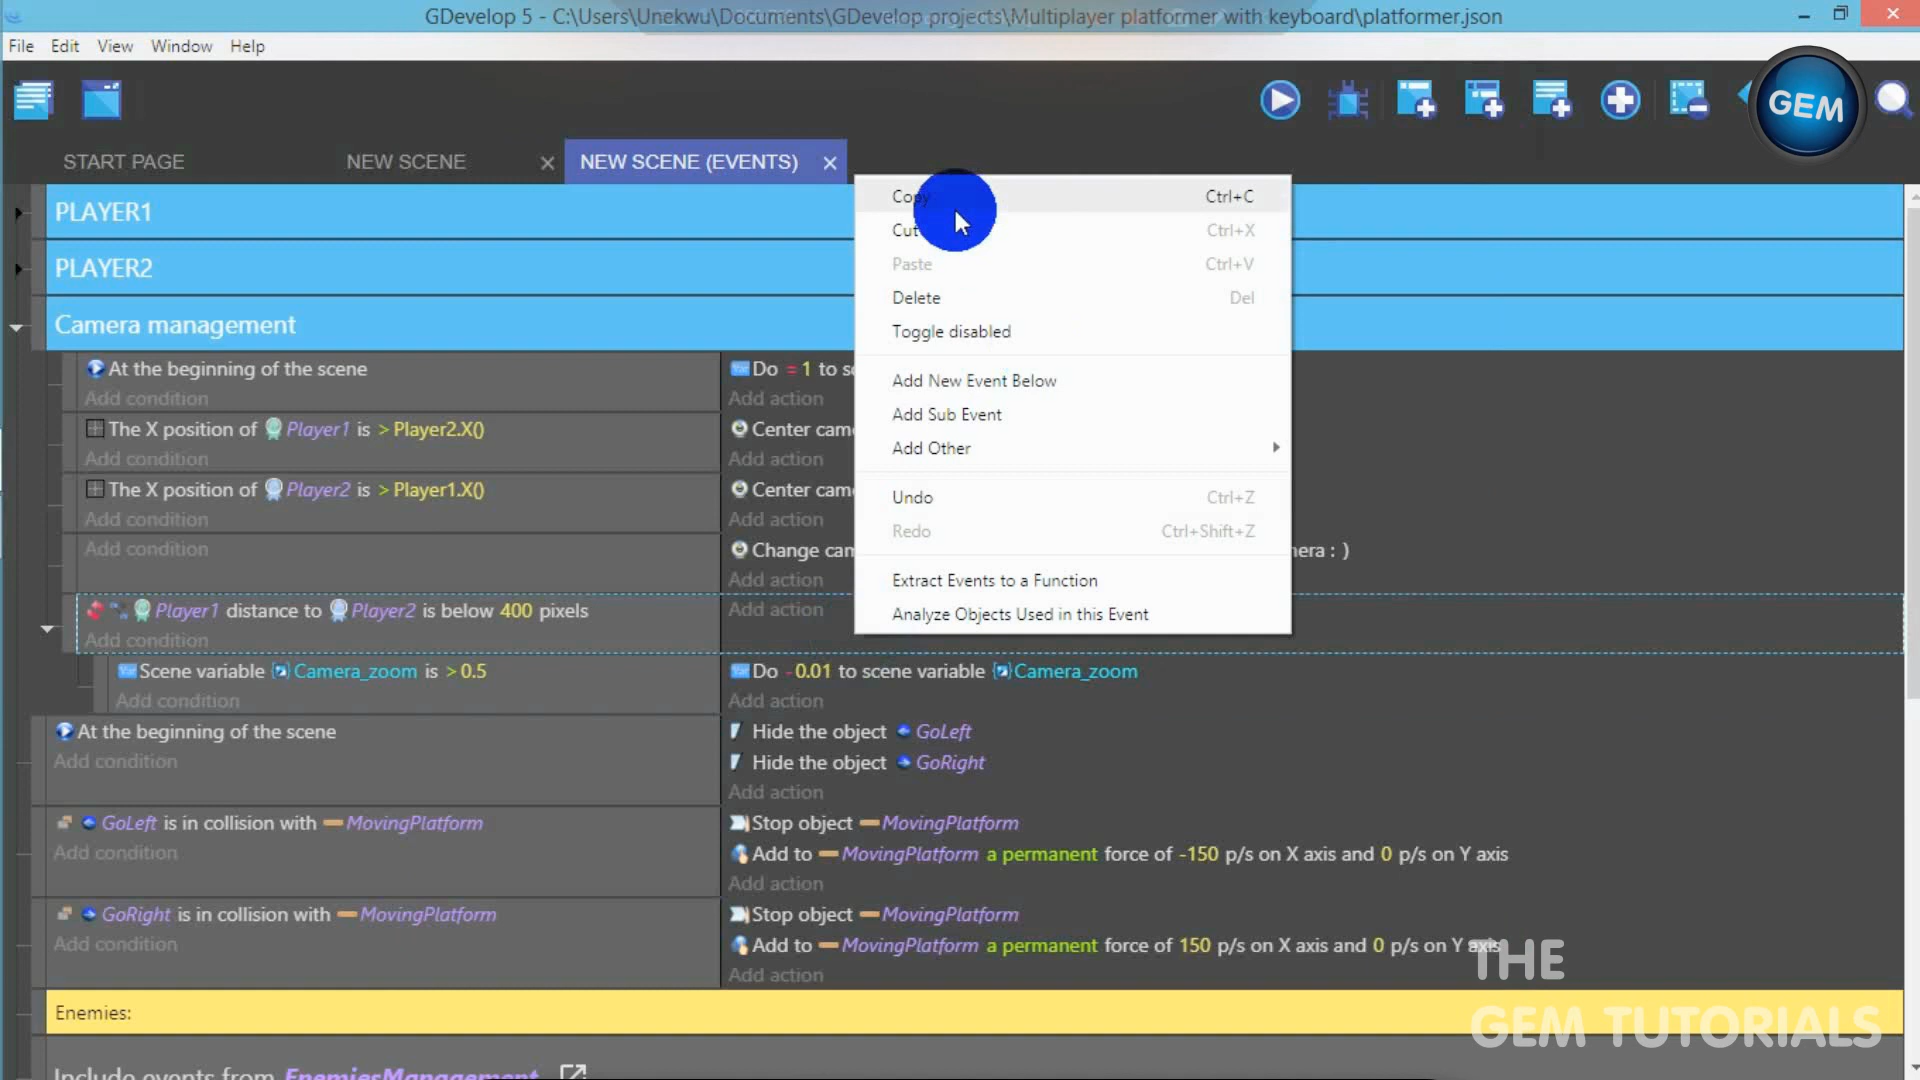 GDevelop 5 - C:\Users\Unekwu\Documents\GDevelop projects\Multiplayer platformer with keyboard\platformer.json
File Edit View Window Help
GEM
START PAGE NEW SCENE NEW SCENE (EVENTS)
PLAYER1
PLAYER2
Camera management
At the beginning of the scene
Add condition
Do = 1 to s
Add action
The X position of Player1 is > Player2.X()
Add condition
Center came
Add action
The X position of Player2 is > Player1.X()
Add condition
Center came
Add action
Add condition
Change cam
era : )
Add action
Player1 distance to Player2 is below 400 pixels
Add condition
Add action
Scene variable Camera_zoom is > 0.5
Add condition
Do - 0.01 to scene variable Camera_zoom
Add action
At the beginning of the scene
Add condition
Hide the object GoLeft
Hide the object GoRight
Add action
GoLeft is in collision with MovingPlatform
Add condition
Stop object MovingPlatform
Add to MovingPlatform a permanent force of -150 p/s on X axis and 0 p/s on Y axis
Add action
GoRight is in collision with MovingPlatform
Add condition
Stop object MovingPlatform
Add to MovingPlatform a permanent force of 150 p/s on X axis and 0 p/s on Y axis
Add action
Enemies:
Include events from EnemiesManagement
Copy Ctrl+C
Cut Ctrl+X
Paste Ctrl+V
Delete Del
Toggle disabled
Add New Event Below
Add Sub Event
Add Other
Undo Ctrl+Z
Redo Ctrl+Shift+Z
Extract Events to a Function
Analyze Objects Used in this Event
THE
GEM TUTORIALS